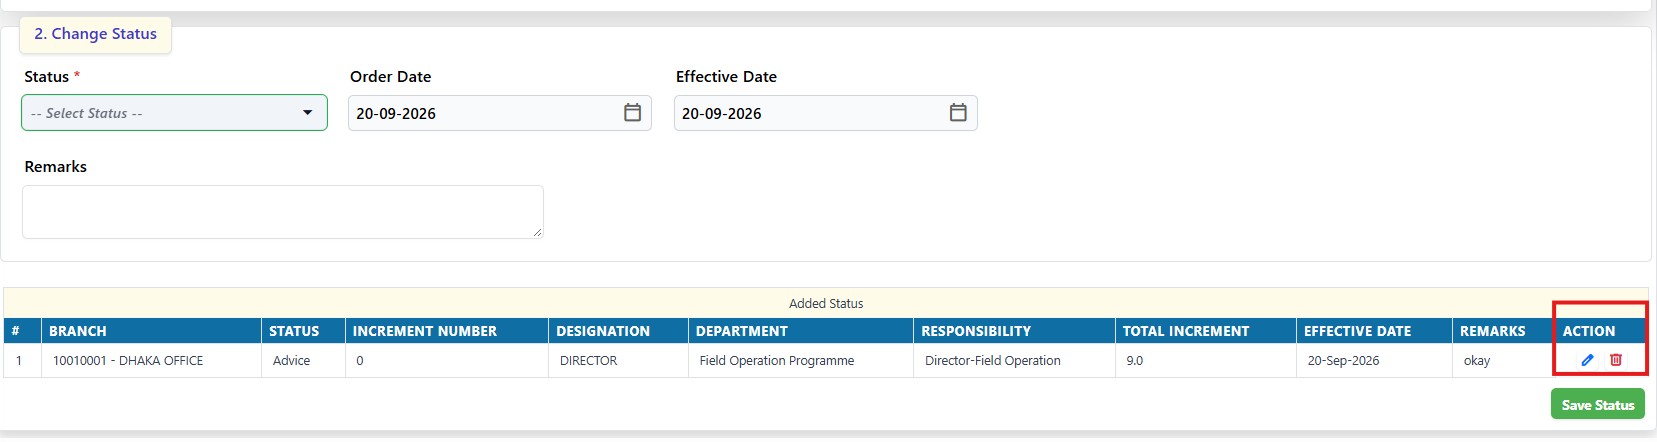 2. Change Status
Status * Order Date Effective Date
-- Select Status -- 20-09-2026 20-09-2026
Remarks
Added Status
# BRANCH STATUS INCREMENT NUMBER DESIGNATION DEPARTMENT RESPONSIBILITY TOTAL INCREMENT EFFECTIVE DATE REMARKS ACTION
1 10010001 - DHAKA OFFICE Advice 0 DIRECTOR Field Operation Programme Director-Field Operation 9.0 20-Sep-2026 okay
Save Status